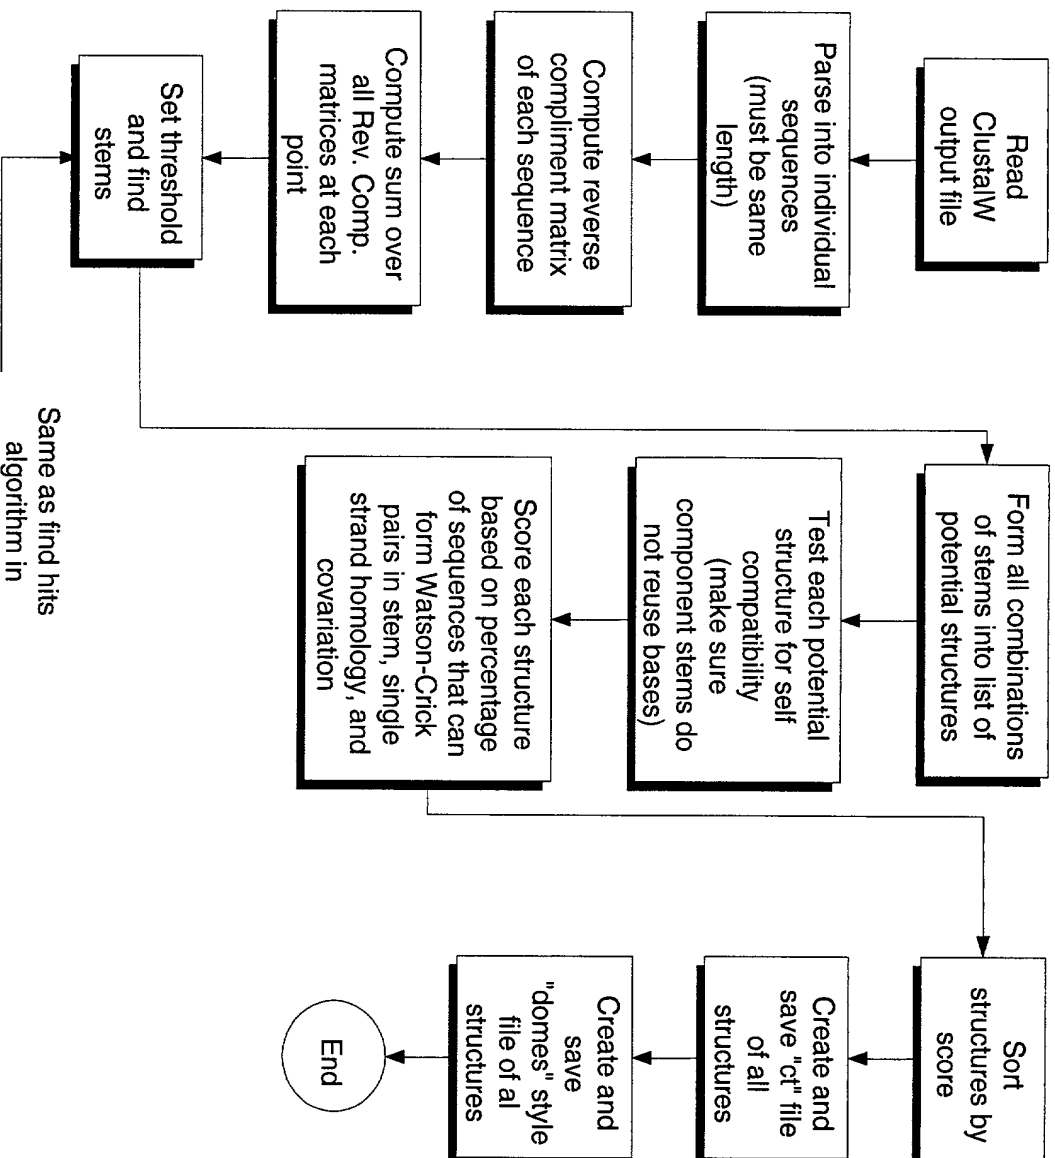 Read
ClustalW
output file
Parse into individual
sequences
(must be same
length)
Compute reverse
compliment matrix
of each sequence
Compute sum over
all Rev. Comp.
matrices at each
point
Set threshold
and find
stems
Same as find hits
algorithm in
Form all combinations
of stems into list of
potential structures
Test each potential
structure for self
compatibility
(make sure
component stems do
not reuse bases)
Score each structure
based on percentage
of sequences that can
form Watson-Crick
pairs in stem, single
strand homology, and
covariation
Sort
structures by
score
Create and
save "ct" file
of all
structures
Create and
save
"domes" style
file of al
structures
End